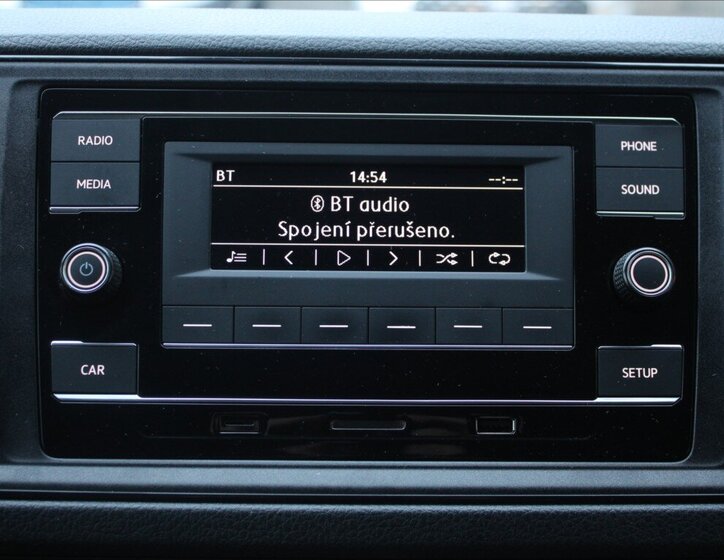 RADIO
MEDIA
CAR
BT 14:54 --:--
BT audio
Spojení přerušeno.
PHONE
SOUND
SETUP